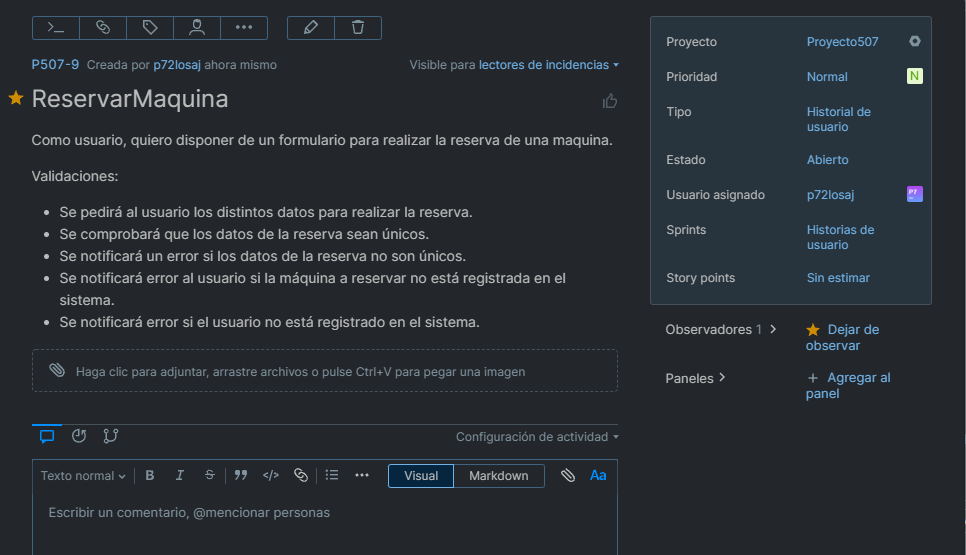 P507-9 Creada por p72losaj ahora mismo
Visible para lectores de incidencias
ReservarMaquina
Como usuario, quiero disponer de un formulario para realizar la reserva de una maquina.
Validaciones:
• Se pedirá al usuario los distintos datos para realizar la reserva.
• Se comprobará que los datos de la reserva sean únicos.
• Se notificará un error si los datos de la reserva no son únicos.
• Se notificará error al usuario si la máquina a reservar no está registrada en el
sistema.
• Se notificará error si el usuario no está registrado en el sistema.
Haga clic para adjuntar, arrastre archivos o pulse Ctrl+V para pegar una imagen
Configuración de actividad
Texto normal B I S Visual Markdown Aa
Escribir un comentario, @mencionar personas
Proyecto Proyecto507
Prioridad Normal N
Tipo Historial de
usuario
Estado Abierto
Usuario asignado p72losaj P7
Sprints Historias de
usuario
Story points Sin estimar
Observadores 1 Dejar de
observar
Paneles Agregar al
panel